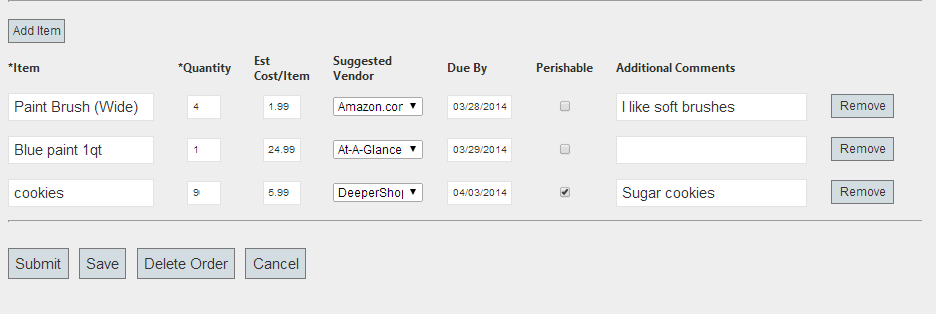 Add Item
*Item *Quantity Est Cost/Item Suggested Vendor Due By Perishable Additional Comments
Paint Brush (Wide) 4 1.99 Amazon.cor 03/28/2014 I like soft brushes Remove
Blue paint 1qt 1 24.99 At-A-Glance 03/29/2014 Remove
cookies 9 5.99 DeeperShop 04/03/2014 Sugar cookies Remove
Submit Save Delete Order Cancel